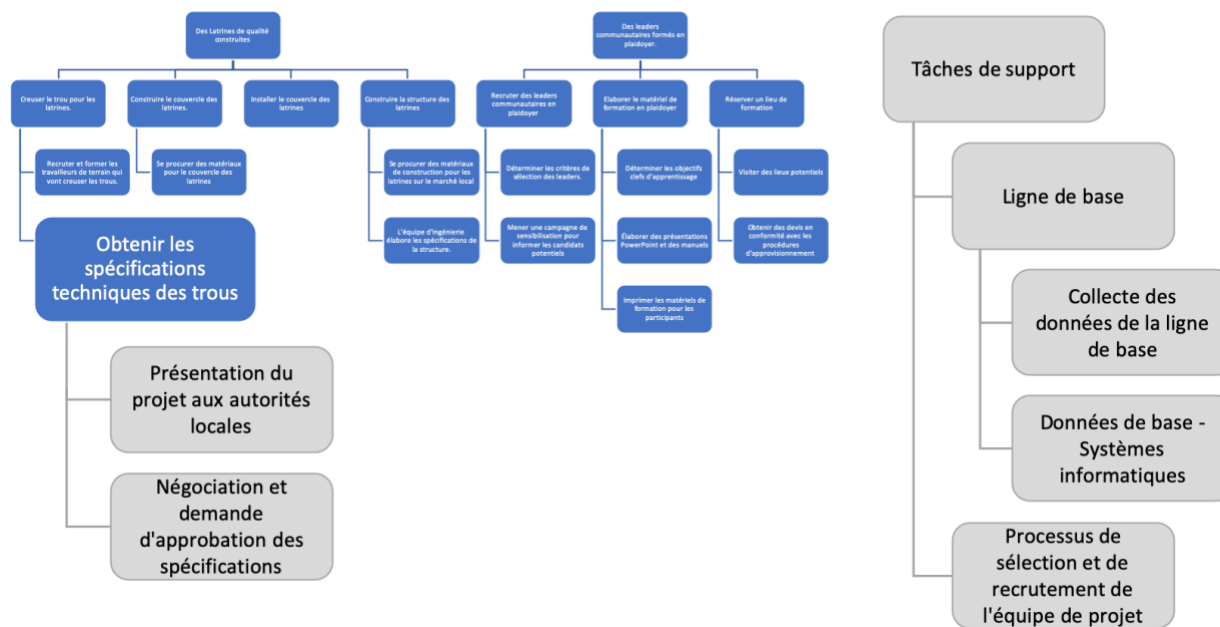 Des Latrines de qualité
construites
Creuser le trou pour les
latrines.
Construire le couvercle des
latrines.
Installer le couvercle des
latrines
Construire la structure des
latrines
Recruter et former les
travailleurs de terrain qui
vont creuser les trous.
Se procurer des matériaux
pour le couvercle des
latrines
Se procurer des matériaux
de construction pour les
latrines sur le marché local
L'équipe d'ingénierie
élabore les spécifications de
la structure.
Obtenir les
spécifications
techniques des trous
Présentation du
projet aux autorités
locales
Négociation et
demande
d'approbation des
spécifications
Des leaders
communautaires formés en
plaidoyer.
Recruter des leaders
communautaires en
plaidoyer
Elaborer le matériel de
formation en plaidoyer
Réserver un lieu de
formation
Déterminer les critères de
sélection des leaders.
Mener une campagne de
sensibilisation pour
informer les candidats
potentiels
Déterminer les objectifs
clefs d'apprentissage
Élaborer des présentations
PowerPoint et des manuels
Imprimer les matériels de
formation pour les
participants
Visiter des lieux potentiels
Obtenir des devis en
conformité avec les
procédures
d'approvisionnement
Tâches de support
Ligne de base
Collecte des
données de la ligne
de base
Données de base -
Systèmes
informatiques
Processus de
sélection et de
recrutement de
l'équipe de projet